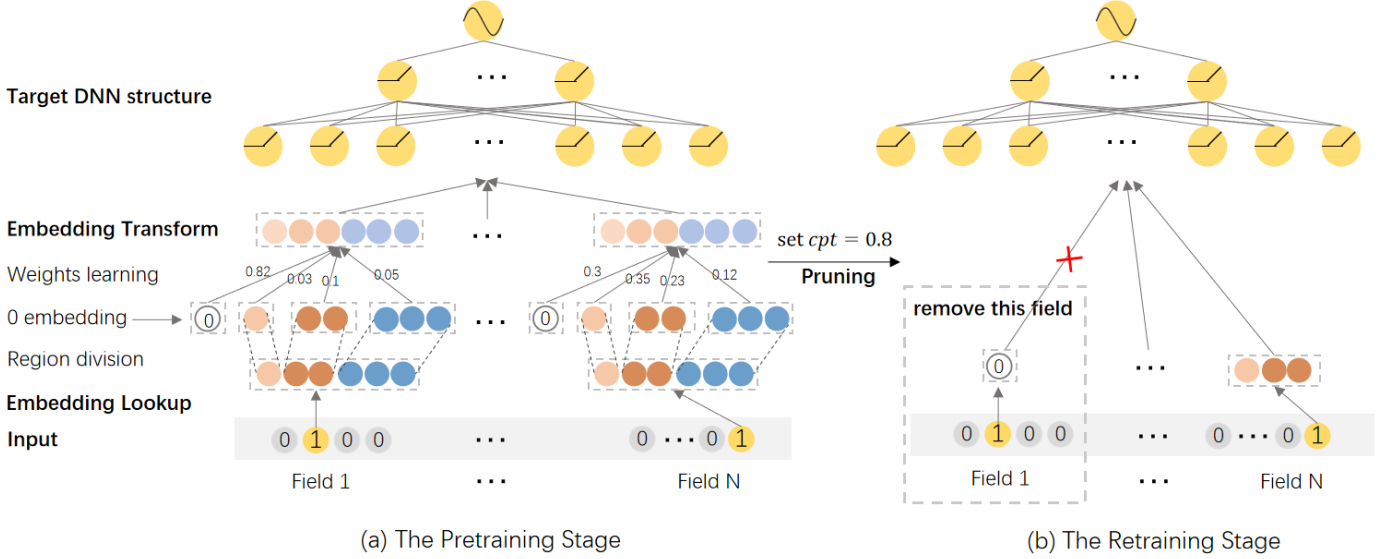 Target DNN structure
...
...
...
...
Embedding Transform
...
set cpt = 0.8
Pruning
Weights learning
0.82
0.03
0.1
0.05
0.3
0.35
0.23
0.12
remove this field
0 embedding
0
...
0
Region division
0
...
Embedding Lookup
Input
0 1 0 0
...
0 ... 0 1
0 1 0 0
...
0 ... 0 1
Field 1
...
Field N
Field 1
...
Field N
(a) The Pretraining Stage
(b) The Retraining Stage